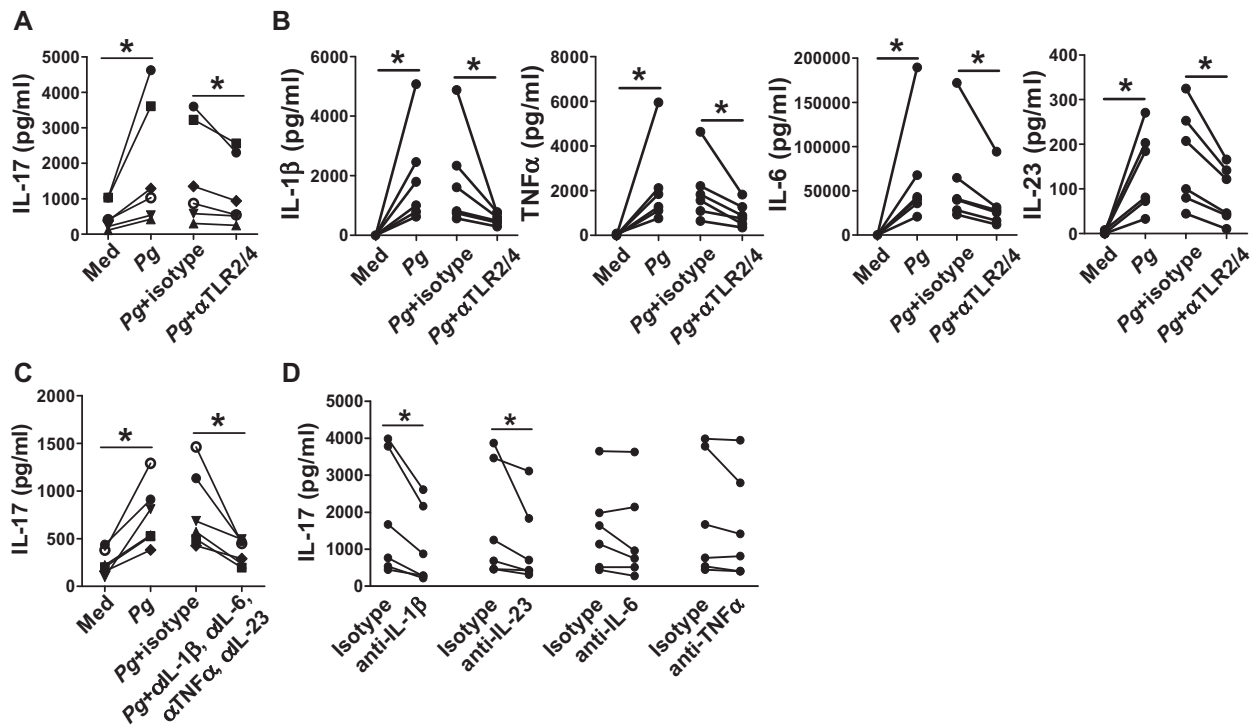 A
*
*
5000
4000
3000
2000
1000
0
IL-17 (pg/ml)
Med
Pg
Pg+isotype
Pg+αTLR2/4
B
*
*
6000
4000
2000
0
IL-1β (pg/ml)
Med
Pg
Pg+isotype
Pg+αTLR2/4
*
*
8000
6000
4000
2000
0
TNFα (pg/ml)
Med
Pg
Pg+isotype
Pg+αTLR2/4
*
*
200000
150000
100000
50000
0
IL-6 (pg/ml)
Med
Pg
Pg+isotype
Pg+αTLR2/4
*
*
400
300
200
100
0
IL-23 (pg/ml)
Med
Pg
Pg+isotype
Pg+αTLR2/4
C
*
*
2000
1500
1000
500
0
IL-17 (pg/ml)
Med
Pg
Pg+isotype
Pg+αIL-1β, αIL-6,
αTNFα, αIL-23
D
*
*
5000
4000
3000
2000
1000
0
IL-17 (pg/ml)
Isotype
anti-IL-1β
Isotype
anti-IL-23
Isotype
anti-IL-6
Isotype
anti-TNFα